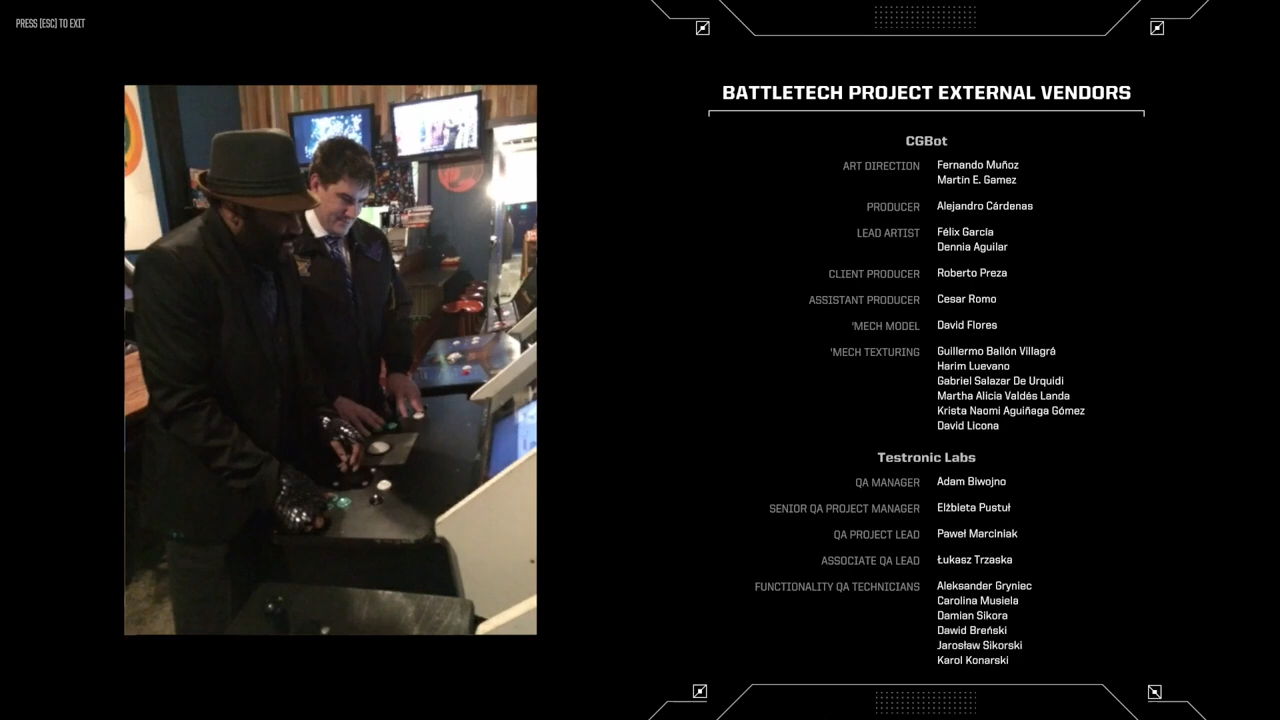 PRESS [ESC] TO EXIT
BATTLETECH PROJECT EXTERNAL VENDORS
CGBot
ART DIRECTION Fernando Muñoz
Martin E. Gamez
PRODUCER Alejandro Cárdenas
LEAD ARTIST Félix García
Dennia Aguilar
CLIENT PRODUCER Roberto Preza
ASSISTANT PRODUCER Cesar Romo
'MECH MODEL David Flores
'MECH TEXTURING Guillermo Ballón Villagrá
Harim Luevano
Gabriel Salazar De Urquidi
Martha Alicia Valdés Landa
Krista Naomi Aguiñaga Gómez
David Licona
Testronic Labs
QA MANAGER Adam Biwojno
SENIOR QA PROJECT MANAGER Elżbieta Pustuł
QA PROJECT LEAD Paweł Marciniak
ASSOCIATE QA LEAD Łukasz Trzaska
FUNCTIONALITY QA TECHNICIANS Aleksander Gryniec
Carolina Musiela
Damian Sikora
Dawid Breński
Jarosław Sikorski
Karol Konarski